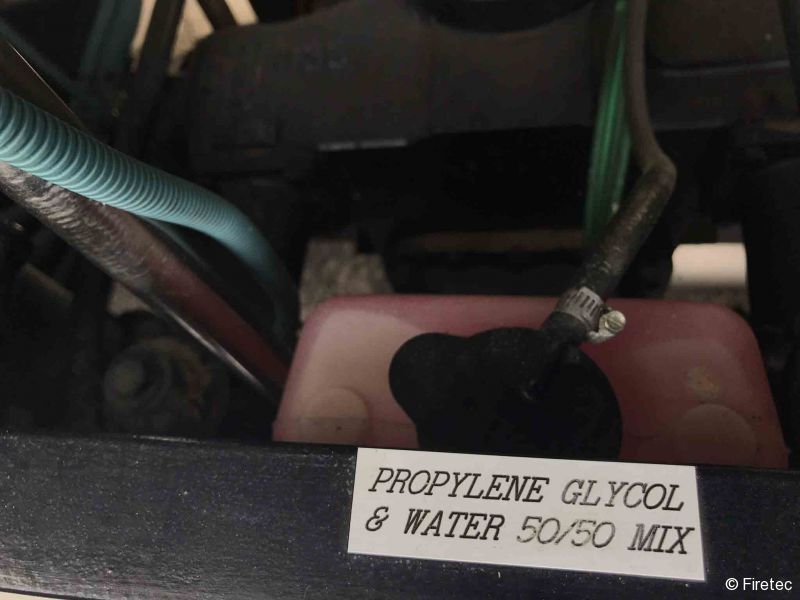 PROPYLENE GLYCOL
& WATER 50/50 MIX
© Firetec